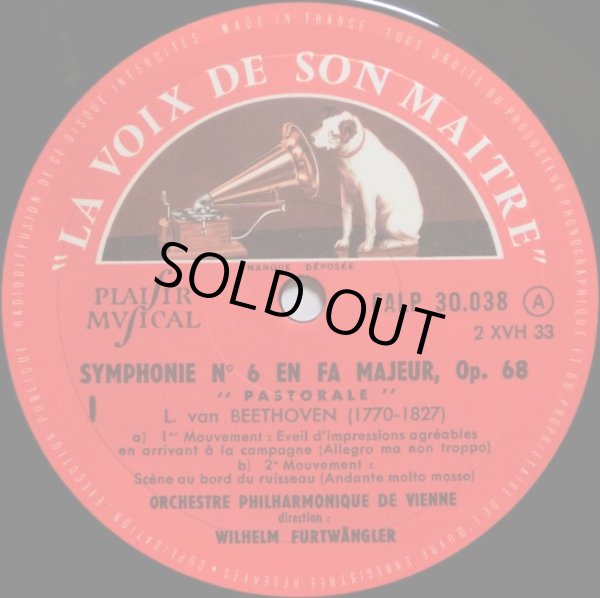 MADE IN FRANCE · TOUS DROITS DU PRODUCTEUR PHONOGRAPHIQUE ET DU PROPRIÉTAIRE DE L'ŒUVRE ENREGISTRÉE RÉSERVÉS · DUPLICATION · EXÉCUTION PUBLIQUE · RADIODIFFUSION DE CE DISQUE INTERDITES ·
"LA VOIX DE SON MAITRE"
MARQUE DÉPOSÉE
PLAISIR
MVSICAL
SOLD OUT
FALP 30.038 A
2 XVH 33
SYMPHONIE N° 6 EN FA MAJEUR, Op. 68
" PASTORALE "
I
L. van BEETHOVEN (1770-1827)
a) 1er Mouvement : Eveil d'impressions agréables
en arrivant à la campagne (Allegro ma non troppo)
b) 2e Mouvement :
Scène au bord du ruisseau (Andante molto mosso)
ORCHESTRE PHILHARMONIQUE DE VIENNE
direction :
WILHELM FURTWÄNGLER